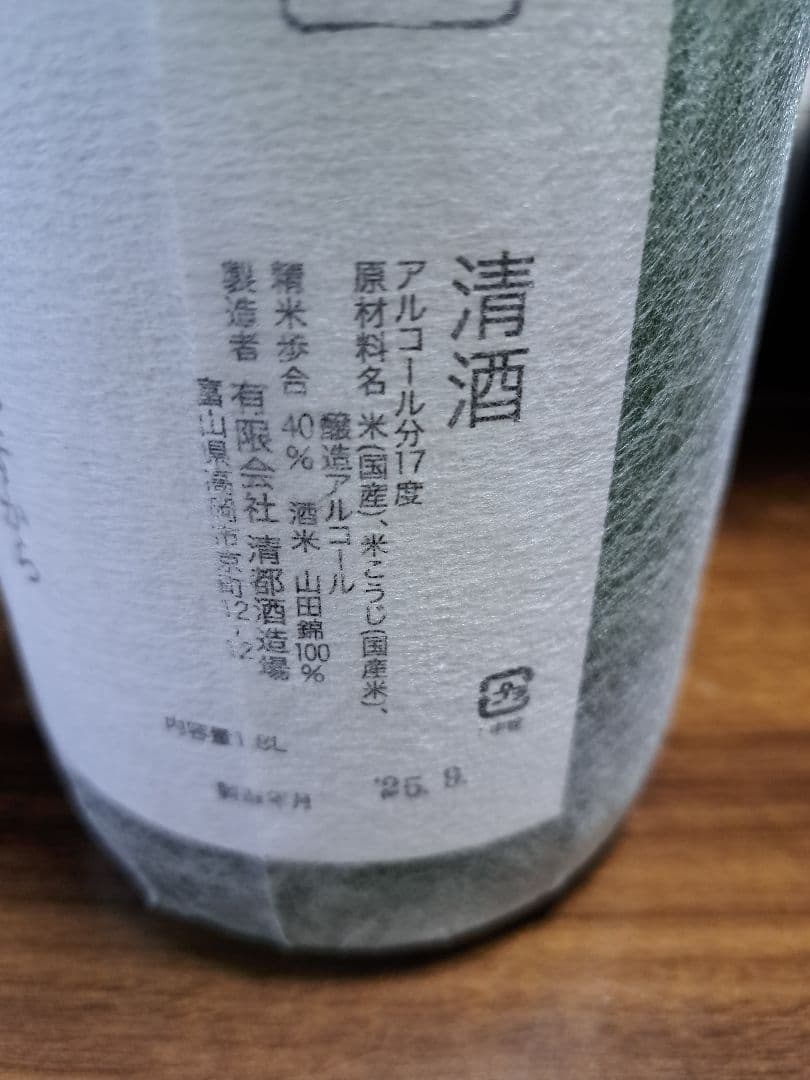 清酒
アルコール分17度
原材料名 米(国産)、米こうじ(国産米)、
醸造アルコール
精米歩合 40% 酒米 山田錦100%
製造者 有限会社 清都酒造場
富山県高岡市京町12-12
内容量1.8L
製造年月 '25. 9.